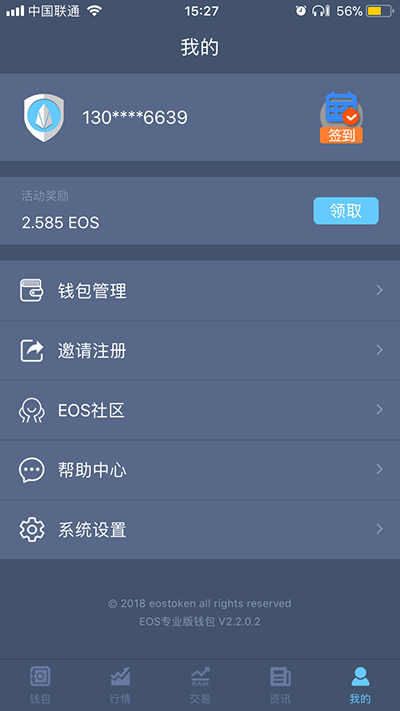 中国联通 15:27 56%
我的
130****6639
签到
活动奖励
2.585 EOS
领取
钱包管理
邀请注册
EOS社区
帮助中心
系统设置
© 2018 eostoken all rights reserved
EOS专业版钱包 V2.2.0.2
RAM
钱包 行情 交易 资讯 我的